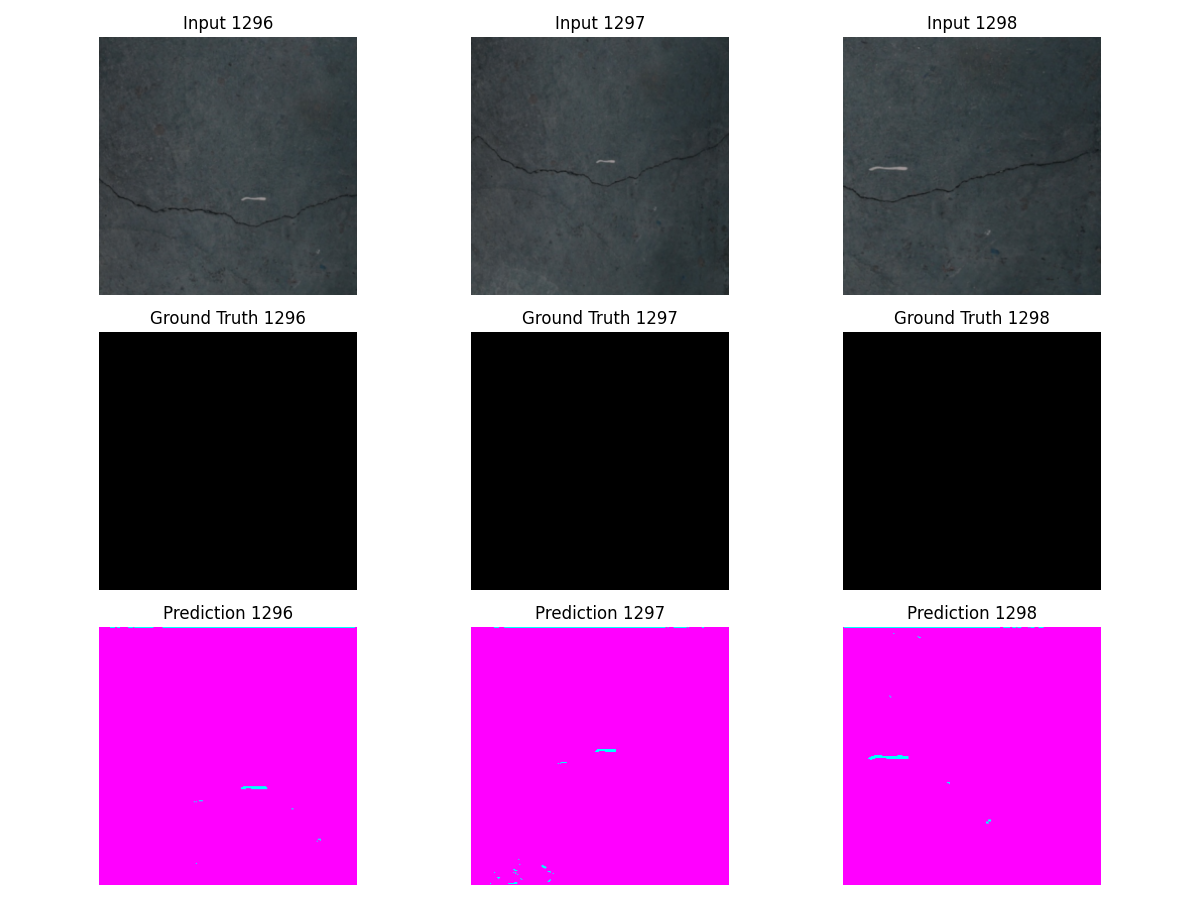 Input 1296
Input 1297
Input 1298
Ground Truth 1296
Ground Truth 1297
Ground Truth 1298
Prediction 1296
Prediction 1297
Prediction 1298